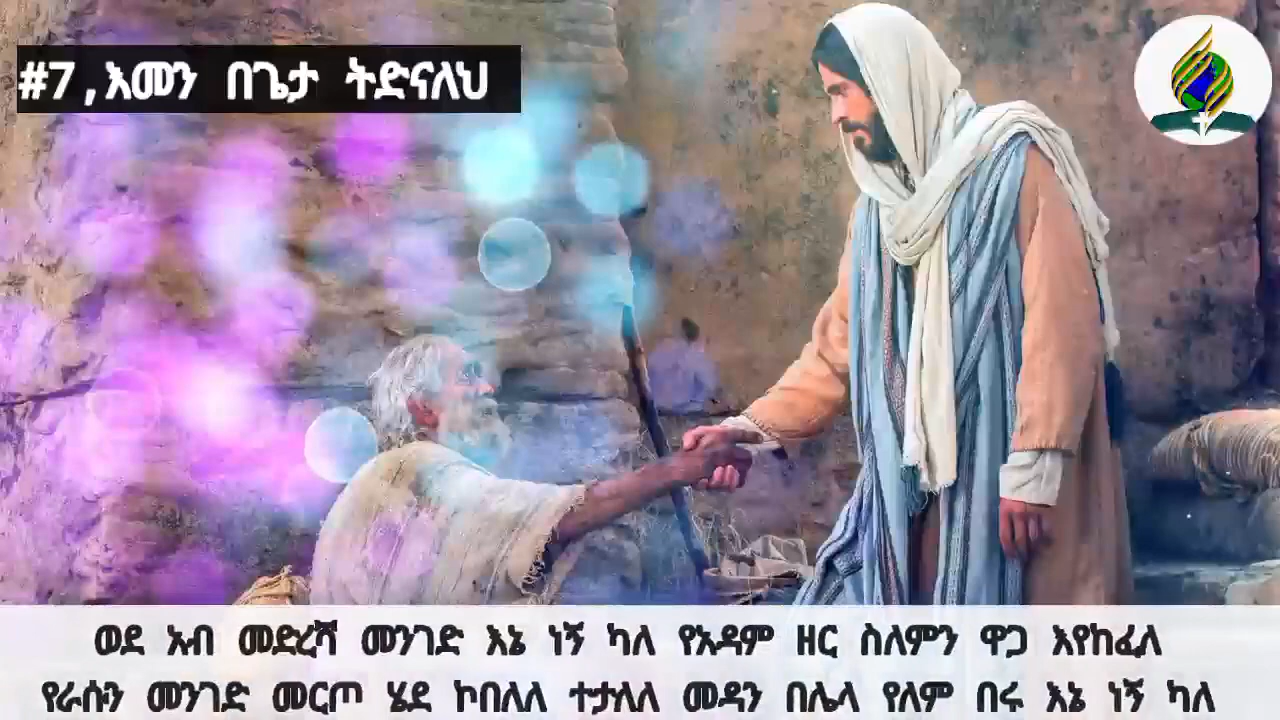 #7,እመን በጌታ ትድናለህ
ወደ አብ መድረሻ መንገድ እኔ ነኝ ካለ የአዳም ዘር ስለምን ዋጋ እየከፈለ
የራሱን መንገድ መርጦ ሄደ ኮበለለ ተታለለ መዳን በሌላ የለም በሩ እኔ ነኝ ካለ